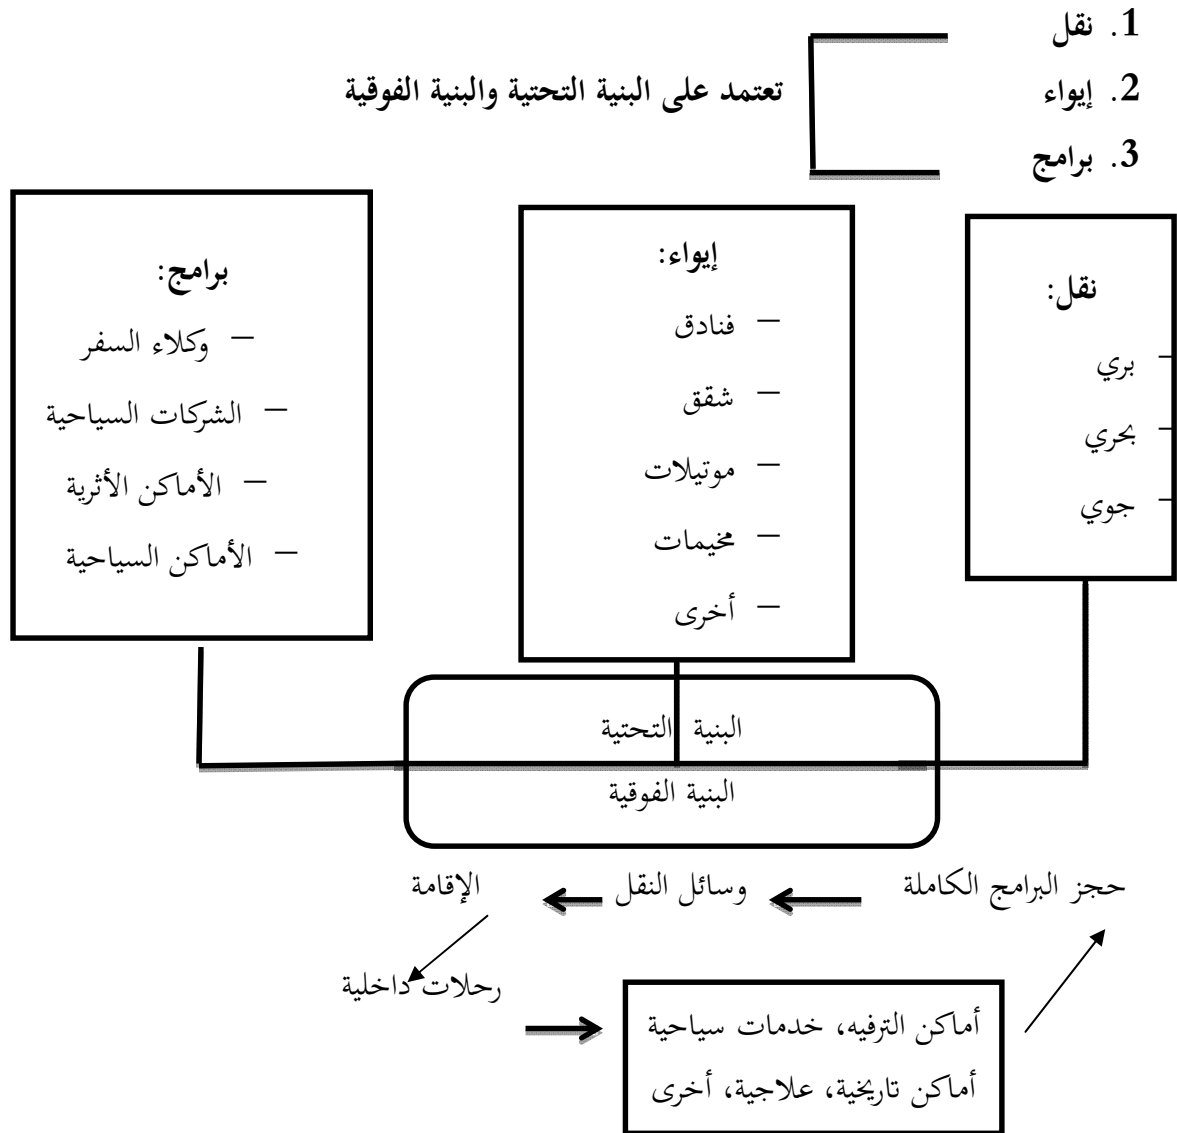 1. نقل
2. إيواء
3. برامج
تعتمد على البنية التحتية والبنية الفوقية
نقل:
– بري
– بحري
– جوي
إيواء:
– فنادق
– شقق
– موتيلات
– مخيمات
– أخرى
برامج:
– وكلاء السفر
– الشركات السياحية
– الأماكن الأثرية
– الأماكن السياحية
البنية التحتية
البنية الفوقية
حجز البرامج الكاملة
وسائل النقل
الإقامة
رحلات داخلية
أماكن الترفيه، خدمات سياحية
أماكن تاريخية، علاجية، أخرى